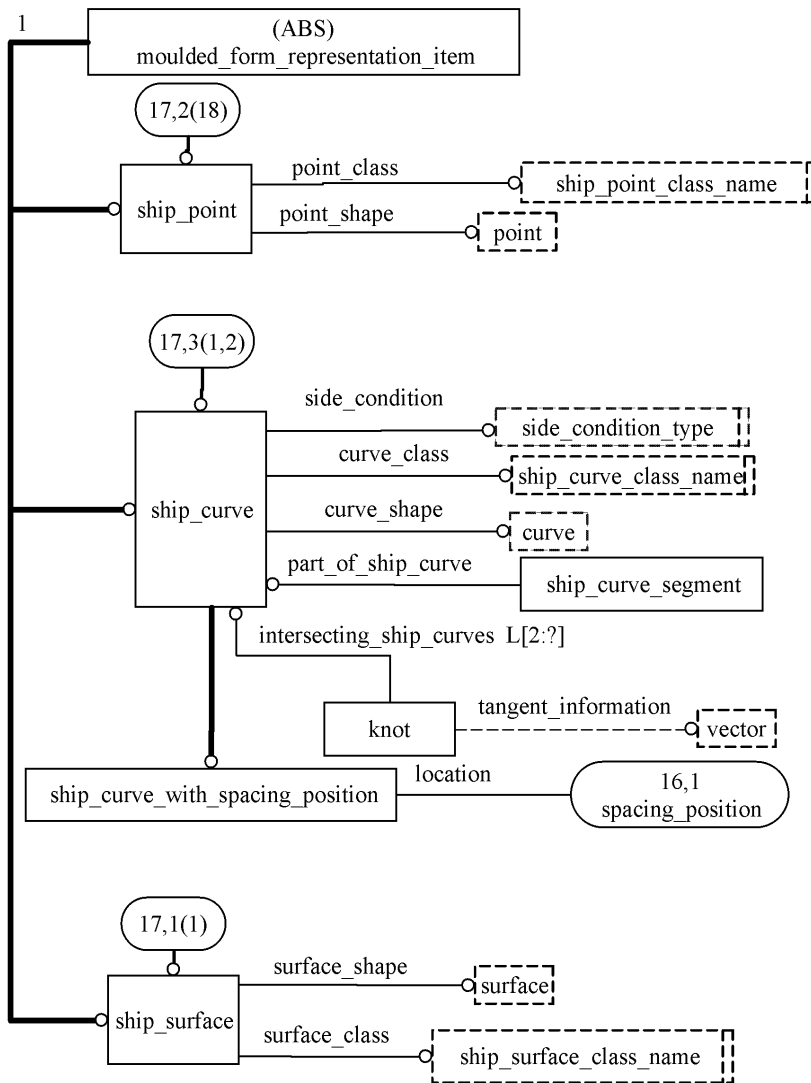 1
(ABS)
moulded_form_representation_item
17,2(18)
point_class
ship_point_class_name
ship_point
point_shape
point
17,3(1,2)
side_condition
side_condition_type
curve_class
ship_curve_class_name
ship_curve
curve_shape
curve
part_of_ship_curve
ship_curve_segment
intersecting_ship_curves L[2:?]
knot
tangent_information
vector
ship_curve_with_spacing_position
location
16,1
spacing_position
17,1(1)
surface_shape
surface
ship_surface
surface_class
ship_surface_class_name